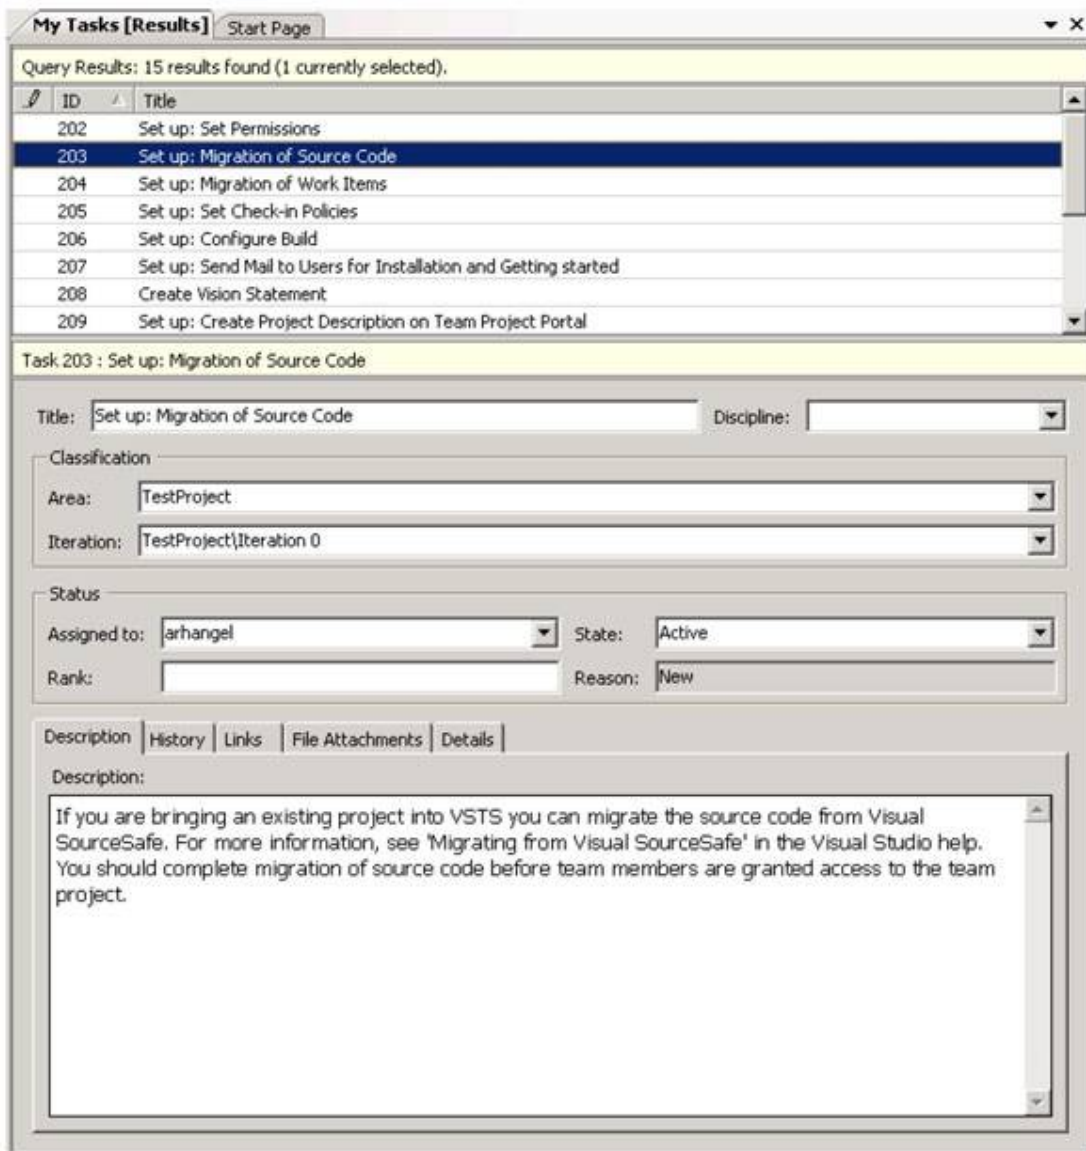 My Tasks [Results] Start Page
Query Results: 15 results found (1 currently selected).
ID Title
202 Set up: Set Permissions
203 Set up: Migration of Source Code
204 Set up: Migration of Work Items
205 Set up: Set Check-in Policies
206 Set up: Configure Build
207 Set up: Send Mail to Users for Installation and Getting started
208 Create Vision Statement
209 Set up: Create Project Description on Team Project Portal
Task 203 : Set up: Migration of Source Code
Title: Set up: Migration of Source Code Discipline:
Classification
Area: TestProject
Iteration: TestProject\Iteration 0
Status
Assigned to: arhangel State: Active
Rank: Reason: New
Description History Links File Attachments Details
Description:
If you are bringing an existing project into VSTS you can migrate the source code from Visual
SourceSafe. For more information, see 'Migrating from Visual SourceSafe' in the Visual Studio help.
You should complete migration of source code before team members are granted access to the team
project.